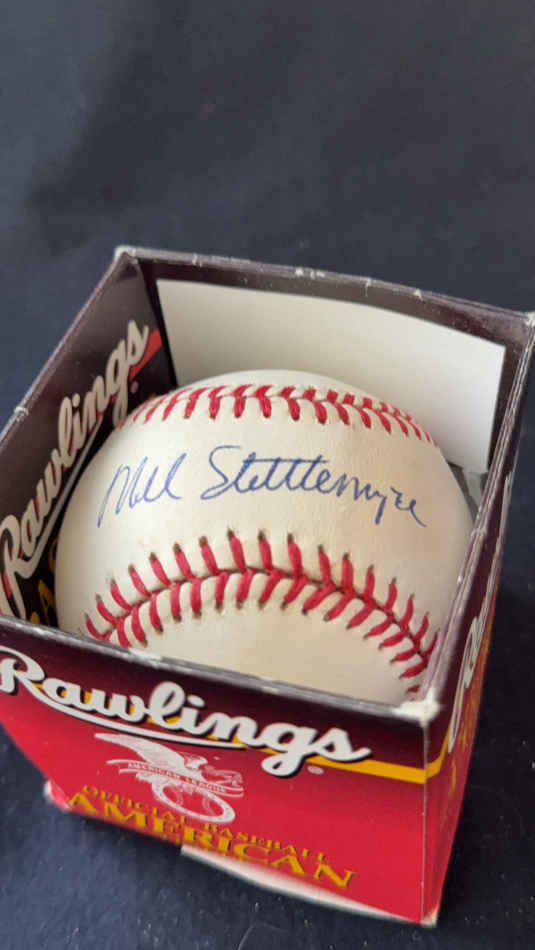 Rawlings
Mel Stottlemyre
Rawlings®
AMERICAN LEAGUE
OFFICIAL BASEBALL
AMERICAN